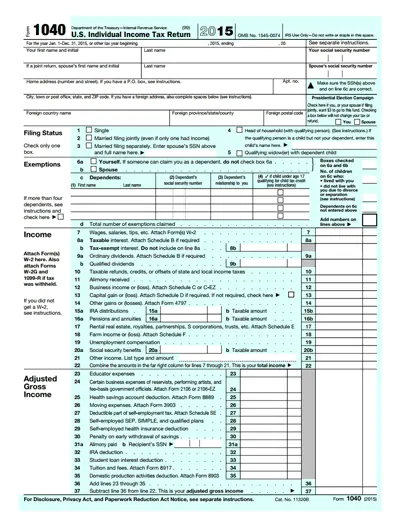 Form 1040 Department of the Treasury—Internal Revenue Service (99) U.S. Individual Income Tax Return 2015 OMB No. 1545-0074 IRS Use Only—Do not write or staple in this space.
For the year Jan. 1–Dec. 31, 2015, or other tax year beginning , 2015, ending , 20 See separate instructions.
Your first name and initial Last name Your social security number
If a joint return, spouse's first name and initial Last name Spouse's social security number
Home address (number and street). If you have a P.O. box, see instructions. Apt. no. Make sure the SSN(s) above and on line 6c are correct.
City, town or post office, state, and ZIP code. If you have a foreign address, also complete spaces below (see instructions). Presidential Election Campaign
Foreign country name Foreign province/state/county Foreign postal code
Check here if you, or your spouse if filing jointly, want $3 to go to this fund. Checking a box below will not change your tax or refund. You Spouse
Filing Status
Check only one box.
1 Single
2 Married filing jointly (even if only one had income)
3 Married filing separately. Enter spouse's SSN above and full name here. ▶
4 Head of household (with qualifying person). (See instructions.) If the qualifying person is a child but not your dependent, enter this child's name here. ▶
5 Qualifying widow(er) with dependent child
Exemptions
6a Yourself. If someone can claim you as a dependent, do not check box 6a
b Spouse
c Dependents:
(1) First name Last name
(2) Dependent's social security number
(3) Dependent's relationship to you
(4) ✓ if child under age 17 qualifying for child tax credit (see instructions)
If more than four dependents, see instructions and check here ▶
d Total number of exemptions claimed
Boxes checked on 6a and 6b
No. of children on 6c who:
• lived with you
• did not live with you due to divorce or separation (see instructions)
Dependents on 6c not entered above
Add numbers on lines above ▶
Income
Attach Form(s) W-2 here. Also attach Forms W-2G and 1099-R if tax was withheld.
If you did not get a W-2, see instructions.
7 Wages, salaries, tips, etc. Attach Form(s) W-2 7
8a Taxable interest. Attach Schedule B if required 8a
b Tax-exempt interest. Do not include on line 8a 8b
9a Ordinary dividends. Attach Schedule B if required 9a
b Qualified dividends 9b
10 Taxable refunds, credits, or offsets of state and local income taxes 10
11 Alimony received 11
12 Business income or (loss). Attach Schedule C or C-EZ 12
13 Capital gain or (loss). Attach Schedule D if required. If not required, check here ▶ 13
14 Other gains or (losses). Attach Form 4797 14
15a IRA distributions 15a b Taxable amount 15b
16a Pensions and annuities 16a b Taxable amount 16b
17 Rental real estate, royalties, partnerships, S corporations, trusts, etc. Attach Schedule E 17
18 Farm income or (loss). Attach Schedule F 18
19 Unemployment compensation 19
20a Social security benefits 20a b Taxable amount 20b
21 Other income. List type and amount 21
22 Combine the amounts in the far right column for lines 7 through 21. This is your total income ▶ 22
Adjusted Gross Income
23 Educator expenses 23
24 Certain business expenses of reservists, performing artists, and fee-basis government officials. Attach Form 2106 or 2106-EZ 24
25 Health savings account deduction. Attach Form 8889 25
26 Moving expenses. Attach Form 3903 26
27 Deductible part of self-employment tax. Attach Schedule SE 27
28 Self-employed SEP, SIMPLE, and qualified plans 28
29 Self-employed health insurance deduction 29
30 Penalty on early withdrawal of savings 30
31a Alimony paid b Recipient's SSN ▶ 31a
32 IRA deduction 32
33 Student loan interest deduction 33
34 Tuition and fees. Attach Form 8917 34
35 Domestic production activities deduction. Attach Form 8903 35
36 Add lines 23 through 35 36
37 Subtract line 36 from line 22. This is your adjusted gross income ▶ 37
For Disclosure, Privacy Act, and Paperwork Reduction Act Notice, see separate instructions. Cat. No. 11320B Form 1040 (2015)